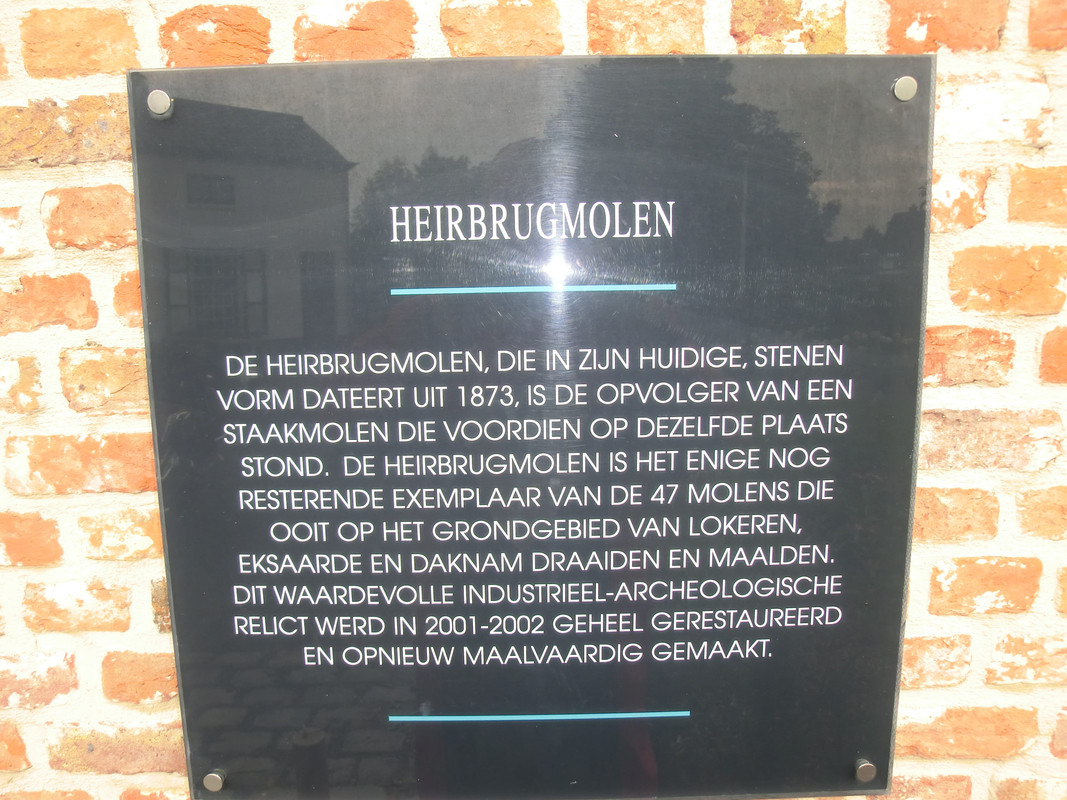 HEIRBRUGMOLEN
DE HEIRBRUGMOLEN, DIE IN ZIJN HUIDIGE, STENEN
VORM DATEERT UIT 1873, IS DE OPVOLGER VAN EEN
STAAKMOLEN DIE VOORDIEN OP DEZELFDE PLAATS
STOND. DE HEIRBRUGMOLEN IS HET ENIGE NOG
RESTERENDE EXEMPLAAR VAN DE 47 MOLENS DIE
OOIT OP HET GRONDGEBIED VAN LOKEREN,
EKSAARDE EN DAKNAM DRAAIDEN EN MAALDEN.
DIT WAARDEVOLLE INDUSTRIEEL-ARCHEOLOGISCHE
RELICT WERD IN 2001-2002 GEHEEL GERESTAUREERD
EN OPNIEUW MAALVAARDIG GEMAAKT.